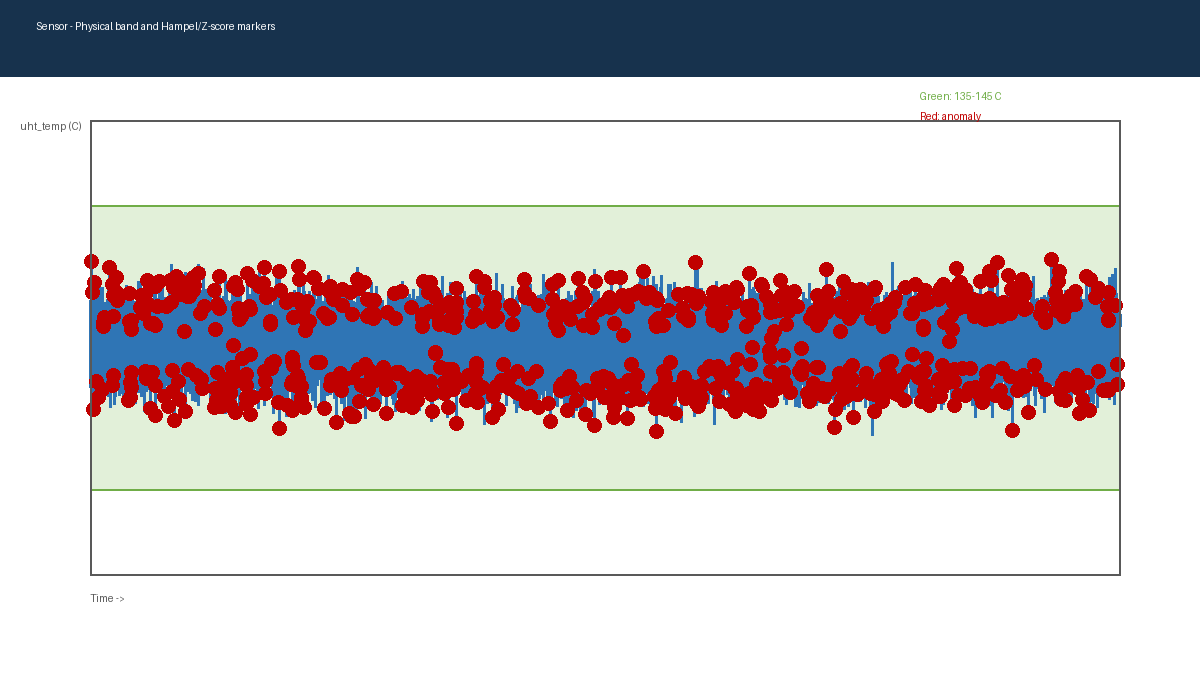 Sensor - Physical band and Hampel/Z-score markers
Green: 135-145 C
Red: anomaly
uht_temp (C)
Time ->